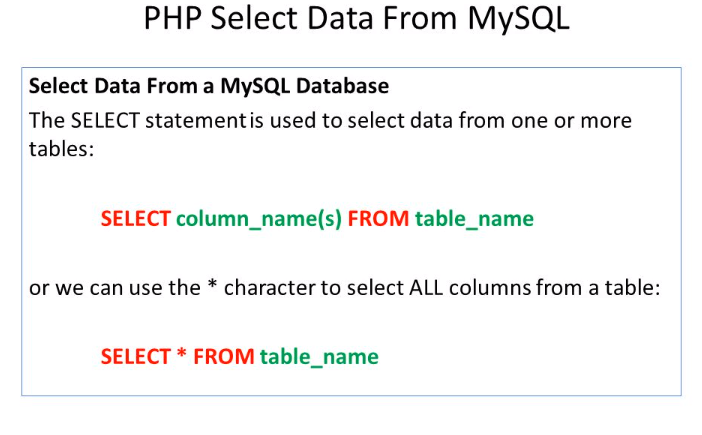 PHP Select Data From MySQL
Select Data From a MySQL Database
The SELECT statement is used to select data from one or more
tables:
SELECT column_name(s) FROM table_name
or we can use the * character to select ALL columns from a table:
SELECT * FROM table_name